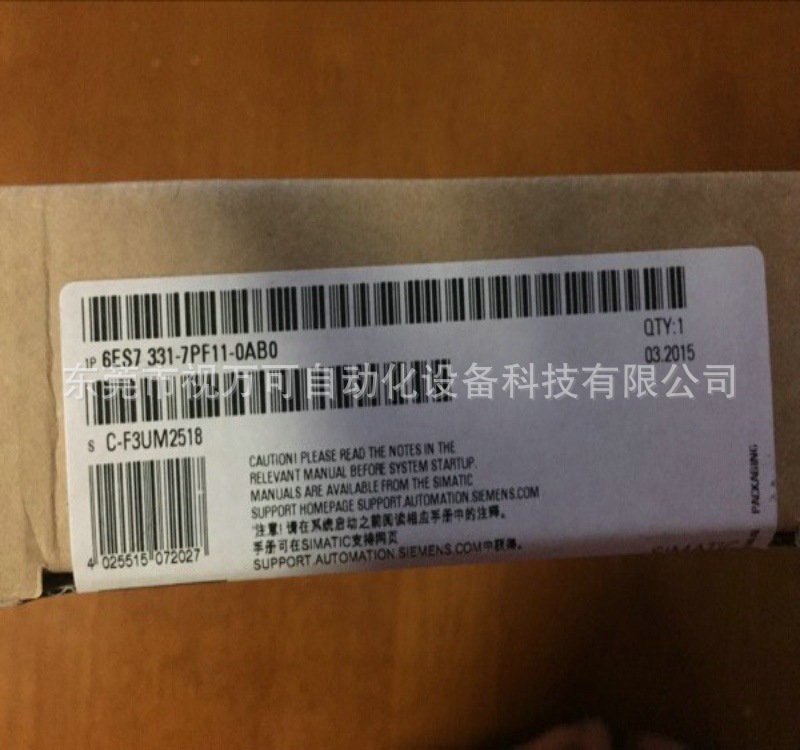 1P 6ES7 331-7PF11-0AB0
QTY:1
03.2015
东莞市视万可自动化设备科技有限公司
S C-F3UM2518
CAUTION! PLEASE READ THE NOTES IN THE
RELEVANT MANUAL BEFORE SYSTEM STARTUP.
MANUALS ARE AVAILABLE FROM THE SIMATIC
SUPPORT HOMEPAGE SUPPORT.AUTOMATION.SIEMENS.COM
注意! 请在系统启动之前阅读相应手册中的注释。
手册可在SIMATIC支持网页
SUPPORT.AUTOMATION.SIEMENS.COM中获得。
4 025515 072027
PACKAGING
SIMATIC